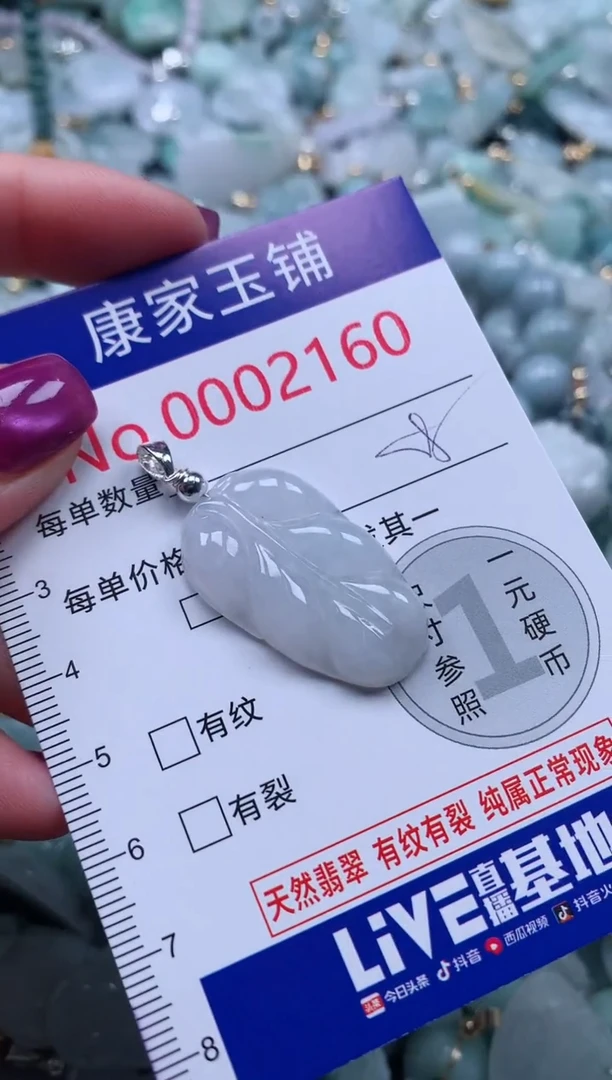 康家玉铺
No 0002160
每单数量
其一
每单价格
一元硬币
1
寸参照
3
4
5
6
7
8
有纹
有裂
天然翡翠 有纹有裂 纯属正常现象
LiVE直播基地
头条 今日头条 抖音 西瓜视频 抖音火